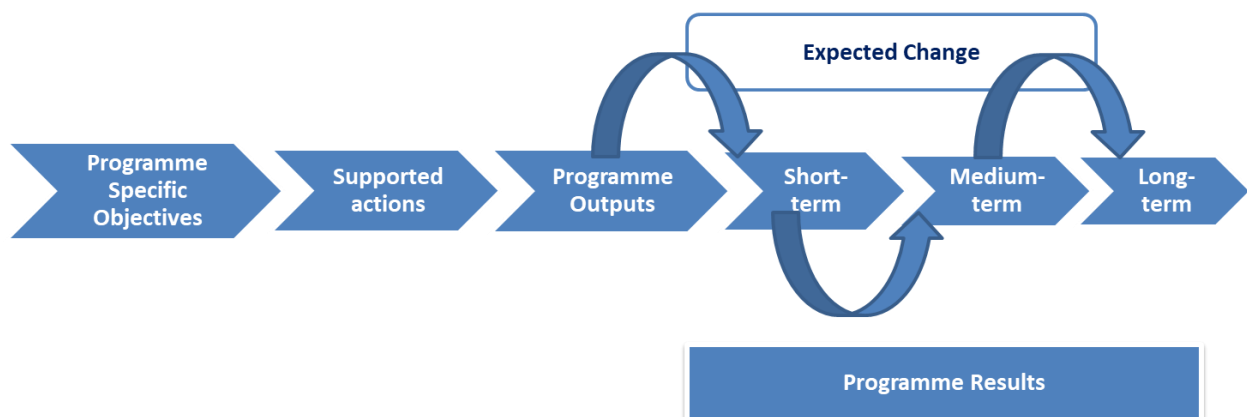 Expected Change
Programme
Specific
Objectives
Supported
actions
Programme
Outputs
Short-
term
Medium-
term
Long-
term
Programme Results